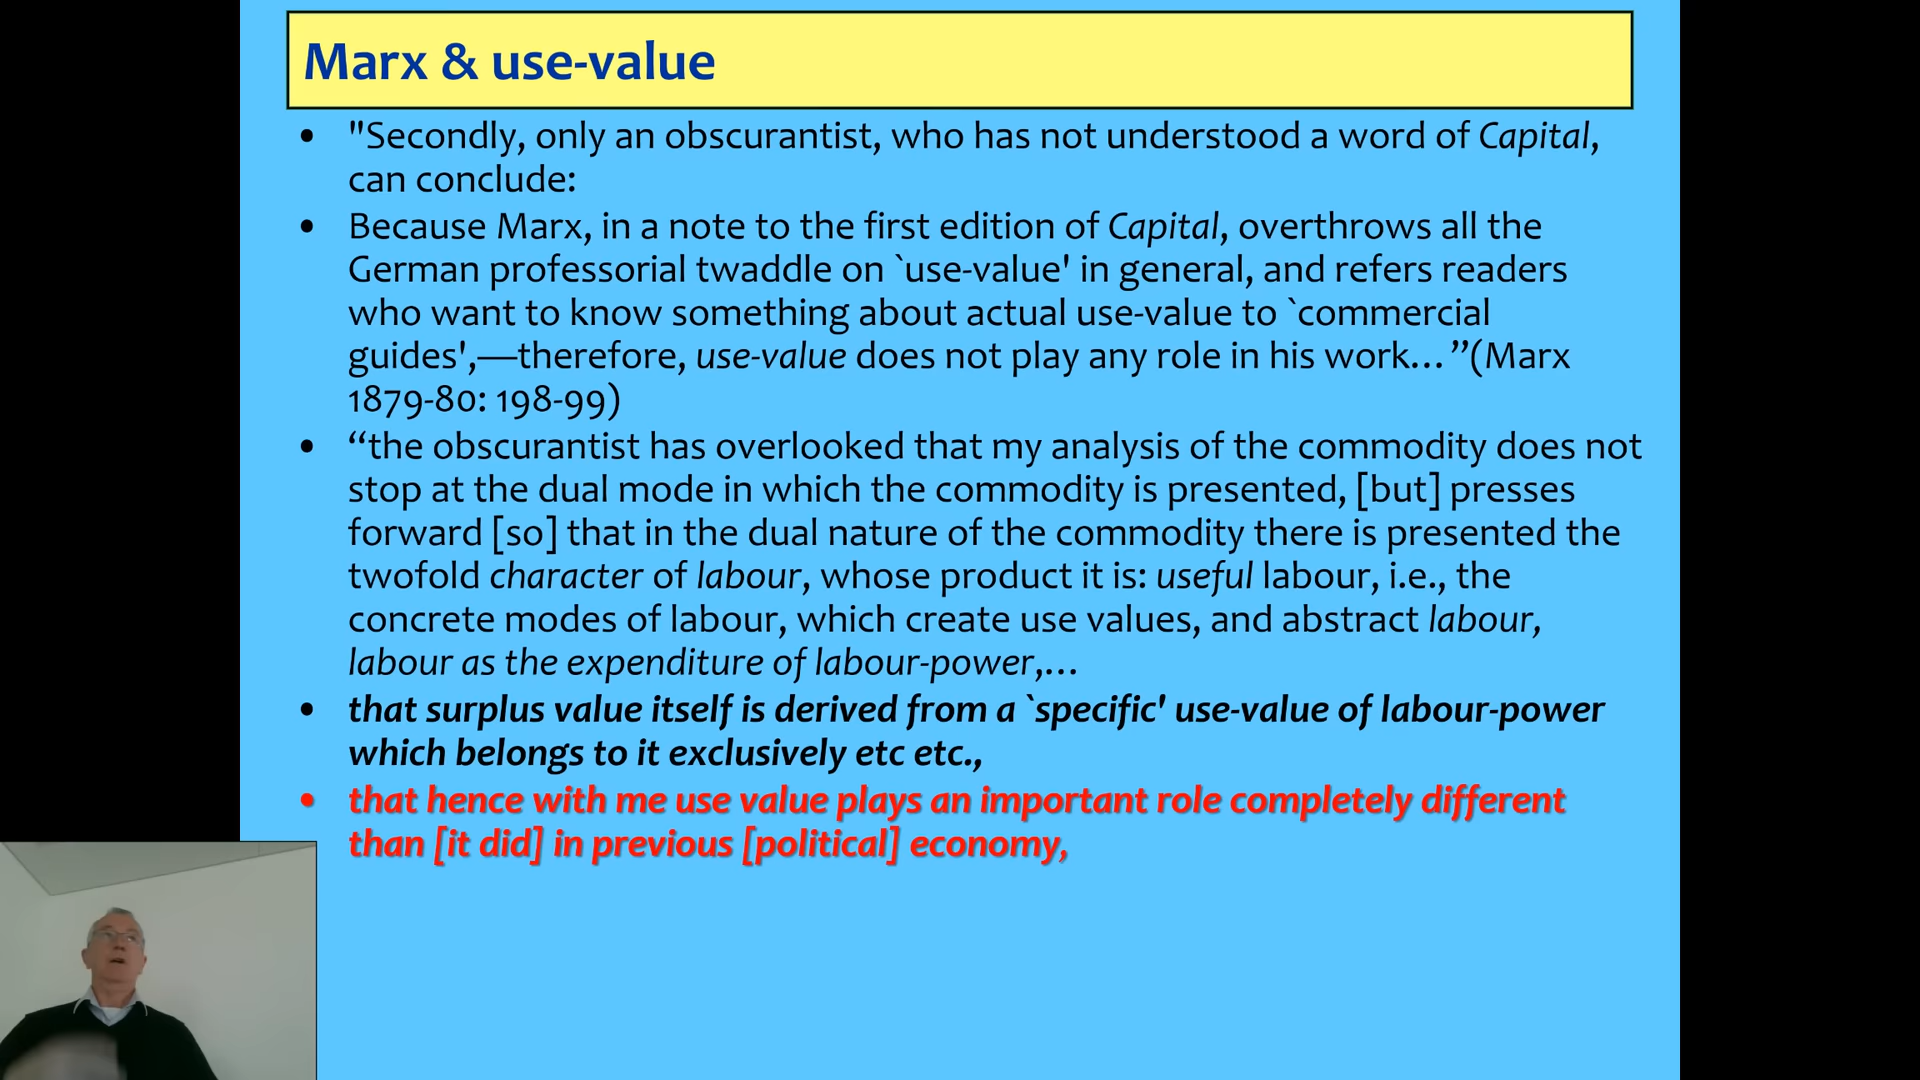 Marx & use-value
• "Secondly, only an obscurantist, who has not understood a word of Capital,
can conclude:
• Because Marx, in a note to the first edition of Capital, overthrows all the
German professorial twaddle on `use-value' in general, and refers readers
who want to know something about actual use-value to `commercial
guides',—therefore, use-value does not play any role in his work…”(Marx
1879-80: 198-99)
• “the obscurantist has overlooked that my analysis of the commodity does not
stop at the dual mode in which the commodity is presented, [but] presses
forward [so] that in the dual nature of the commodity there is presented the
twofold character of labour, whose product it is: useful labour, i.e., the
concrete modes of labour, which create use values, and abstract labour,
labour as the expenditure of labour-power,…
• that surplus value itself is derived from a `specific' use-value of labour-power
which belongs to it exclusively etc etc.,
• that hence with me use value plays an important role completely different
than [it did] in previous [political] economy,